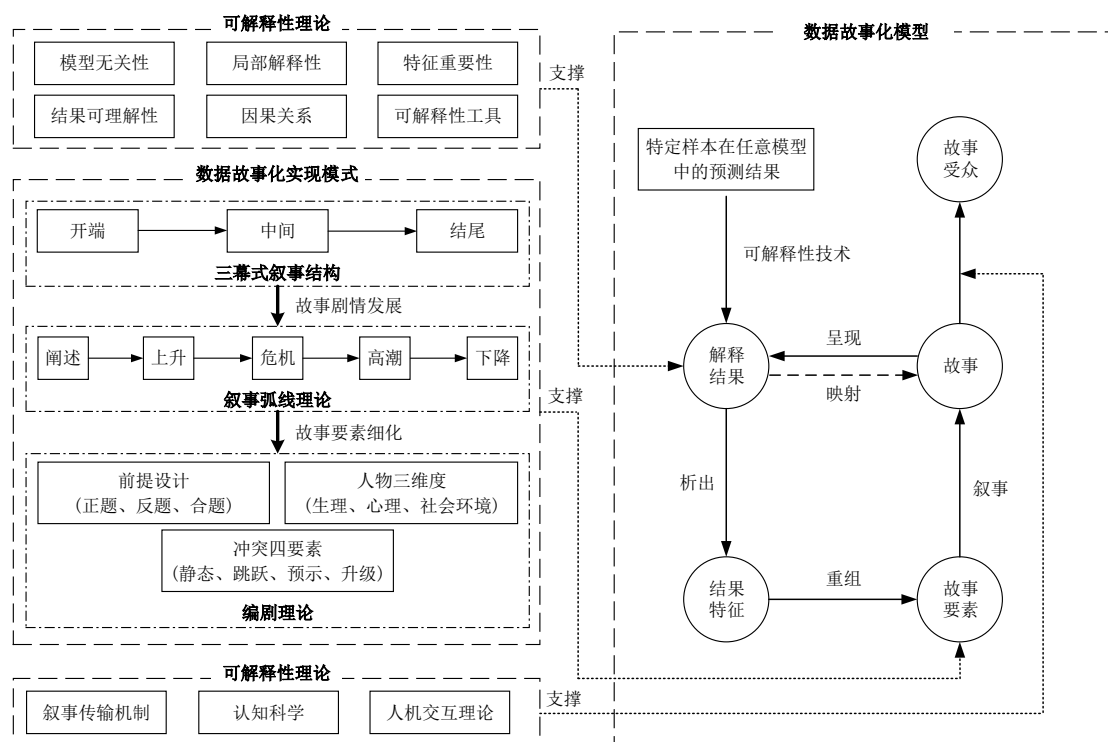 可解释性理论
模型无关性
局部解释性
特征重要性
结果可理解性
因果关系
可解释性工具
支撑
数据故事化实现模式
开端
中间
结尾
三幕式叙事结构
故事剧情发展
阐述
上升
危机
高潮
下降
叙事弧线理论
支撑
故事要素细化
前提设计
(正题、反题、合题)
人物三维度
(生理、心理、社会环境)
冲突四要素
(静态、跳跃、预示、升级)
编剧理论
可解释性理论
叙事传输机制
认知科学
人机交互理论
支撑
数据故事化模型
特定样本在任意模型
中的预测结果
故事
受众
可解释性技术
解释
结果
呈现
映射
故事
析出
叙事
结果
特征
重组
故事
要素